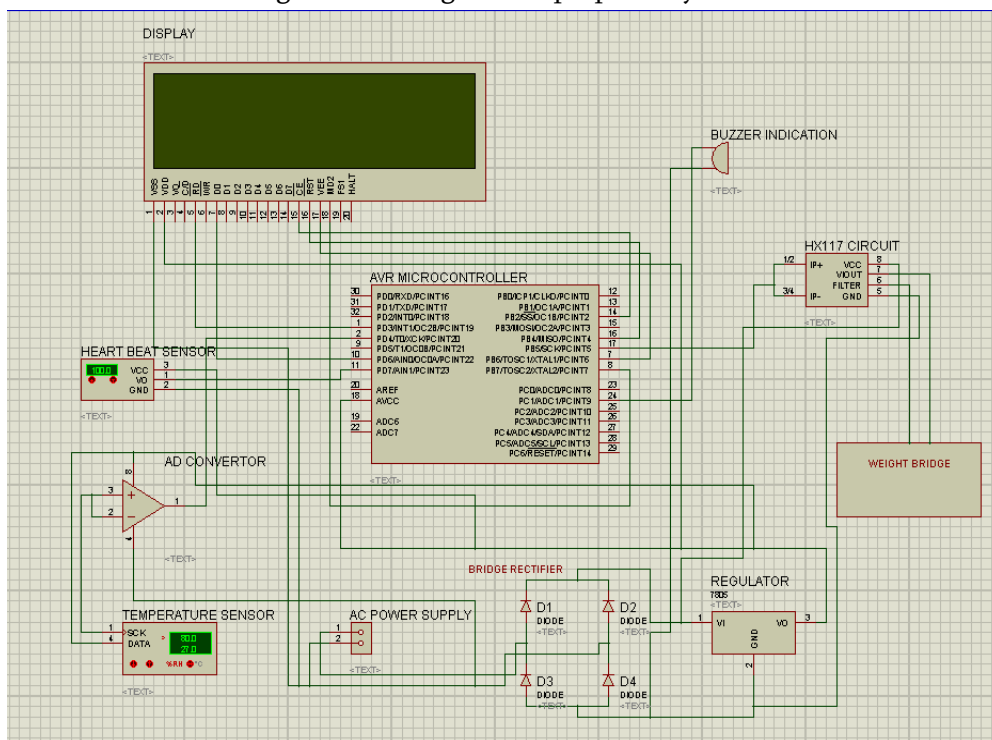 DISPLAY
<TEXT>
VSS
VDD
VO
C/D
RD
WR
D0
D1
D2
D3
D4
D5
D6
D7
CE
RST
VEE
MD2
FS1
HALT
1
2
3
4
5
6
7
8
9
10
11
12
13
14
15
16
17
18
19
20
BUZZER INDICATION
<TEXT>
HX117 CIRCUIT
1/2 IP+ VCC 8
VIOUT 7
FILTER 6
3/4 IP- GND 5
<TEXT>
AVR MICROCONTROLLER
30 PD0/RXD/PCINT16 PB0/ICP1/CLKO/PCINT0 12
31 PD1/TXD/PCINT17 PB1/OC1A/PCINT1 13
32 PD2/INT0/PCINT18 PB2/SS/OC1B/PCINT2 14
1 PD3/INT1/OC2B/PCINT19 PB3/MOSI/OC2A/PCINT3 15
2 PD4/T0/XCK/PCINT20 PB4/MISO/PCINT4 16
9 PD5/T1/OC0B/PCINT21 PB5/SCK/PCINT5 17
10 PD6/AIN0/OC0A/PCINT22 PB6/TOSC1/XTAL1/PCINT6 7
11 PD7/AIN1/PCINT23 PB7/TOSC2/XTAL2/PCINT7 8
20 AREF PC0/ADC0/PCINT8 23
18 AVCC PC1/ADC1/PCINT9 24
PC2/ADC2/PCINT10 25
19 ADC6 PC3/ADC3/PCINT11 26
22 ADC7 PC4/ADC4/SDA/PCINT12 27
PC5/ADC5/SCL/PCINT13 28
PC6/RESET/PCINT14 29
<TEXT>
HEART BEAT SENSOR
100.0 VCC 3
VO 1
GND 2
<TEXT>
AD CONVERTOR
8
3
2
1
4
<TEXT>
WEIGHT BRIDGE
BRIDGE RECTIFIER
TEMPERATURE SENSOR
1 SCK
4 DATA
> 80.0
27.0
%RH °C
<TEXT>
AC POWER SUPPLY
1
2
<TEXT>
D1
DIODE
<TEXT>
D2
DIODE
<TEXT>
D3
DIODE
<TEXT>
D4
DIODE
<TEXT>
REGULATOR
7805
<TEXT>
1 VI VO 3
GND
2